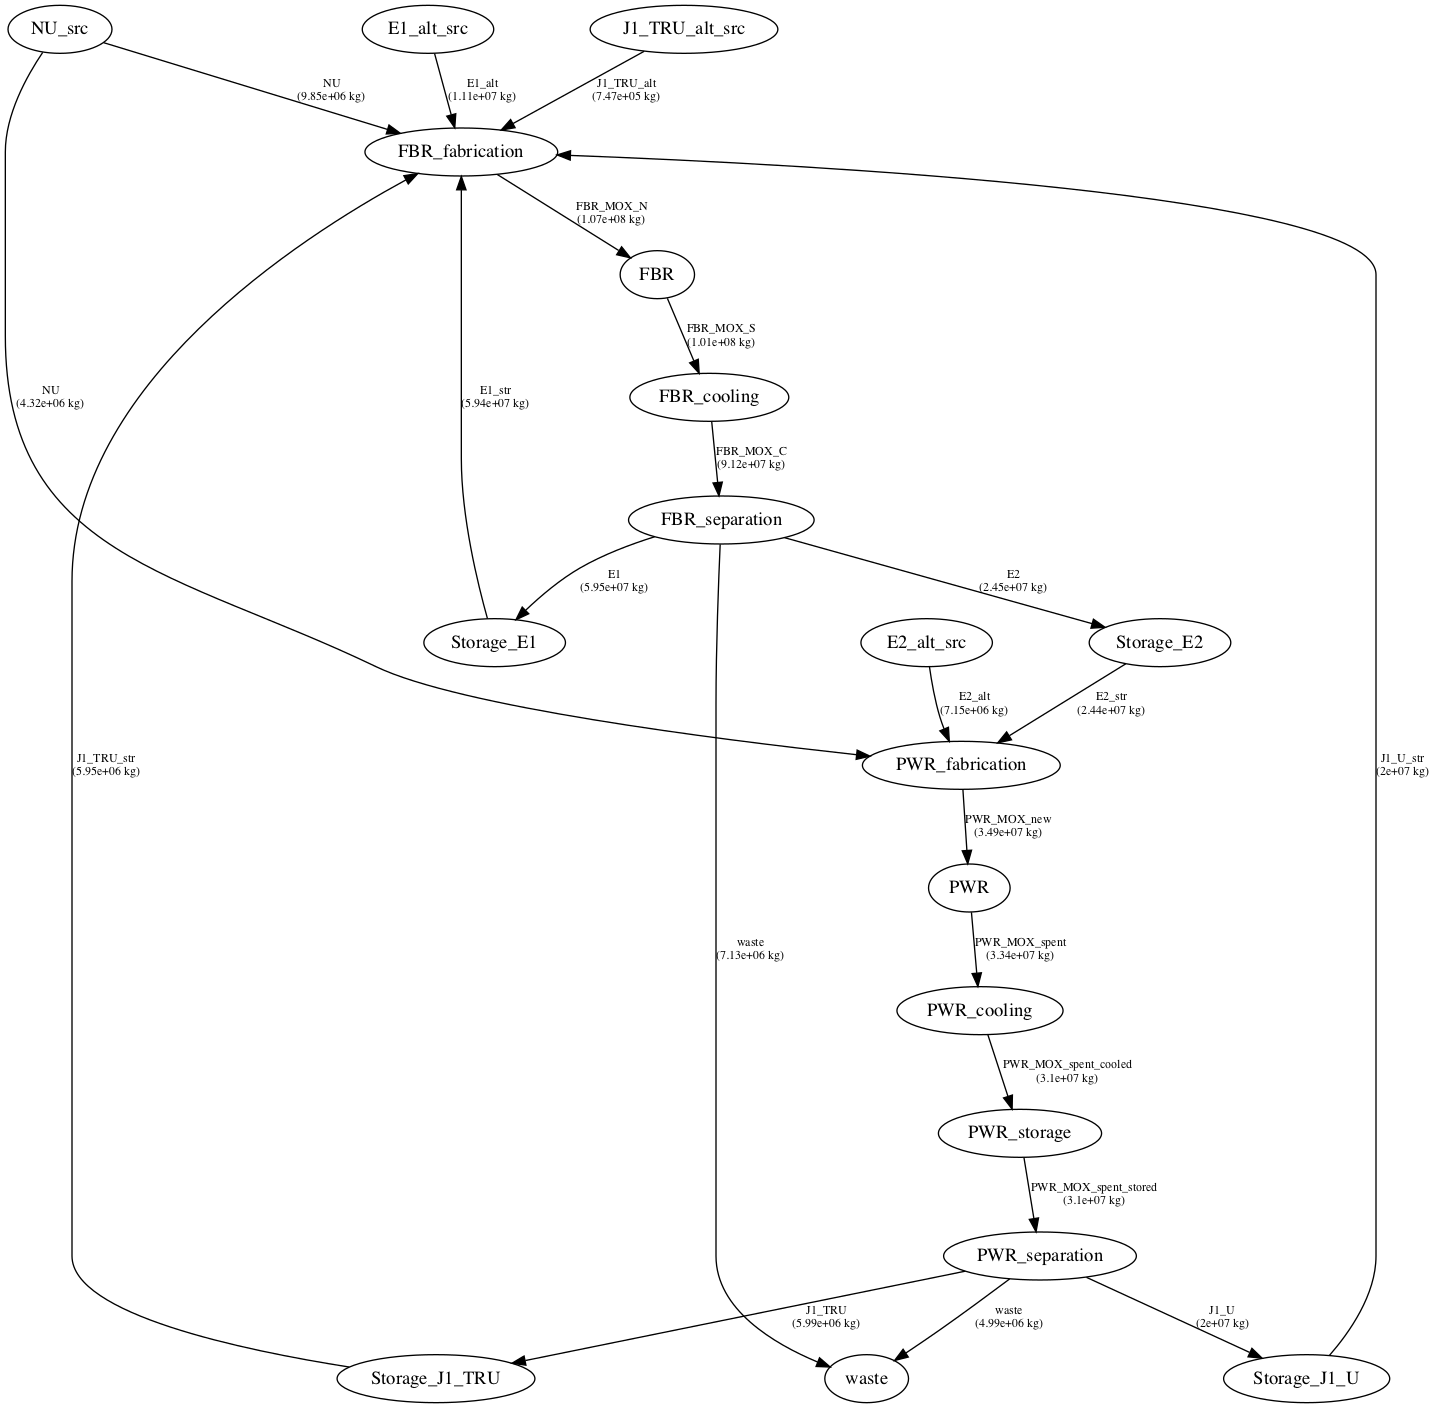 NU_src
E1_alt_src
J1_TRU_alt_src
NU
(9.85e+06 kg)
E1_alt
(1.11e+07 kg)
J1_TRU_alt
(7.47e+05 kg)
FBR_fabrication
FBR_MOX_N
(1.07e+08 kg)
FBR
FBR_MOX_S
(1.01e+08 kg)
NU
(4.32e+06 kg)
E1_str
(5.94e+07 kg)
FBR_cooling
FBR_MOX_C
(9.12e+07 kg)
FBR_separation
E1
(5.95e+07 kg)
E2
(2.45e+07 kg)
Storage_E1
E2_alt_src
Storage_E2
E2_alt
(7.15e+06 kg)
E2_str
(2.44e+07 kg)
J1_TRU_str
(5.95e+06 kg)
PWR_fabrication
J1_U_str
(2e+07 kg)
PWR_MOX_new
(3.49e+07 kg)
PWR
waste
(7.13e+06 kg)
PWR_MOX_spent
(3.34e+07 kg)
PWR_cooling
PWR_MOX_spent_cooled
(3.1e+07 kg)
PWR_storage
PWR_MOX_spent_stored
(3.1e+07 kg)
PWR_separation
J1_TRU
(5.99e+06 kg)
waste
(4.99e+06 kg)
J1_U
(2e+07 kg)
Storage_J1_TRU
waste
Storage_J1_U